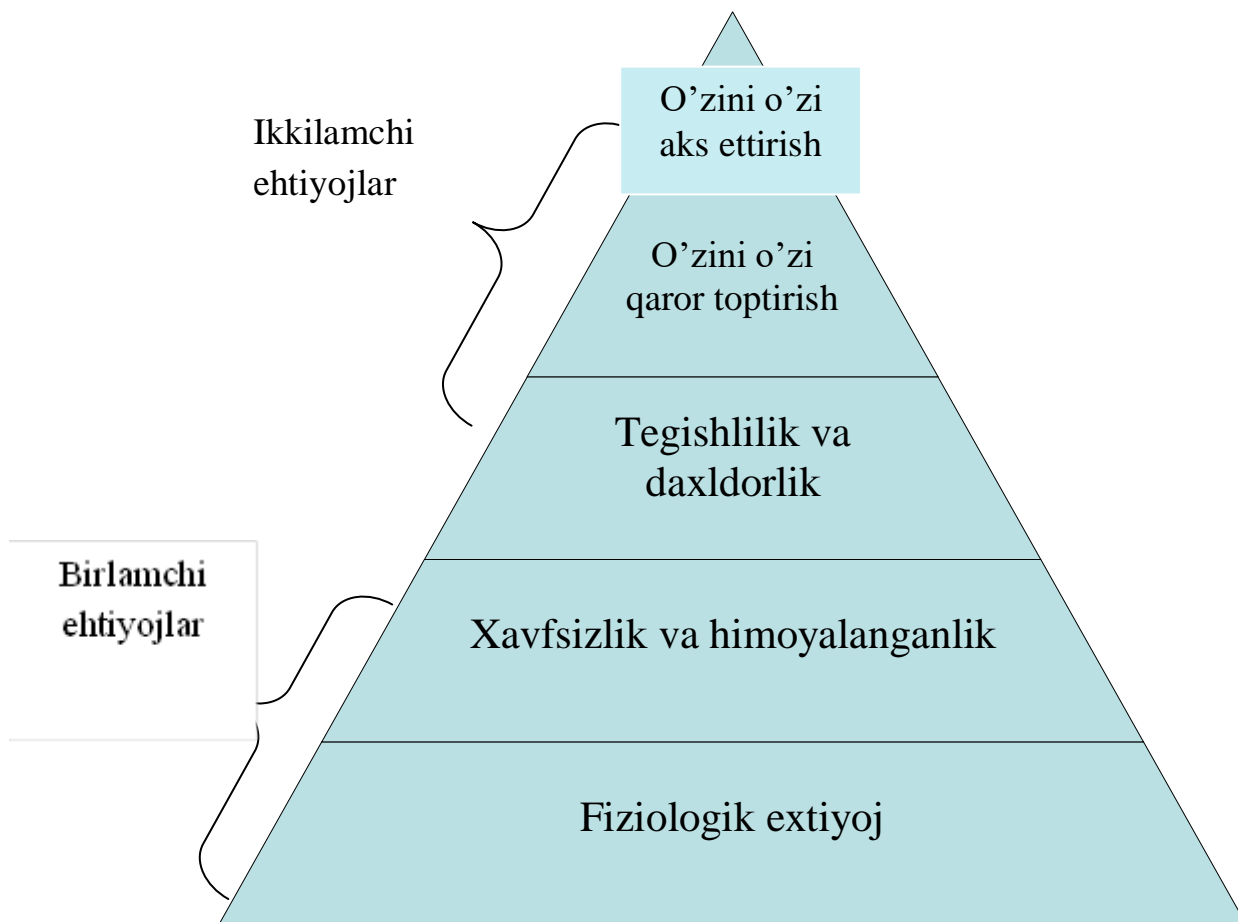 O’zini o’zi
aks ettirish
Ikkilamchi
ehtiyojlar
O’zini o’zi
qaror toptirish
Tegishlilik va
daxldorlik
Birlamchi
ehtiyojlar
Xavfsizlik va himoyalanganlik
Fiziologik extiyoj